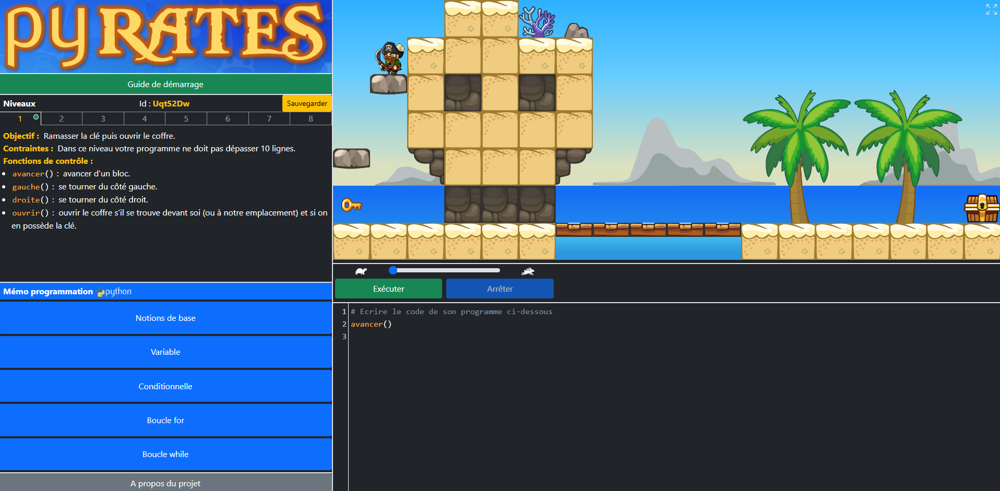 pyRATES
Guide de démarrage
Niveaux
Id : Uqt52Dw
Sauvegarder
1 2 3 4 5 6 7 8
Objectif : Ramasser la clé puis ouvrir le coffre.
Contraintes : Dans ce niveau votre programme ne doit pas dépasser 10 lignes.
Fonctions de contrôle :
avancer() : avancer d'un bloc.
gauche() : se tourner du côté gauche.
droite() : se tourner du côté droit.
ouvrir() : ouvrir le coffre s'il se trouve devant soi (ou à notre emplacement) et si on
en possède la clé.
Mémo programmation python
Notions de base
Variable
Conditionnelle
Boucle for
Boucle while
A propos du projet
Exécuter
Arrêter
1 # Ecrire le code de son programme ci-dessous
2 avancer()
3